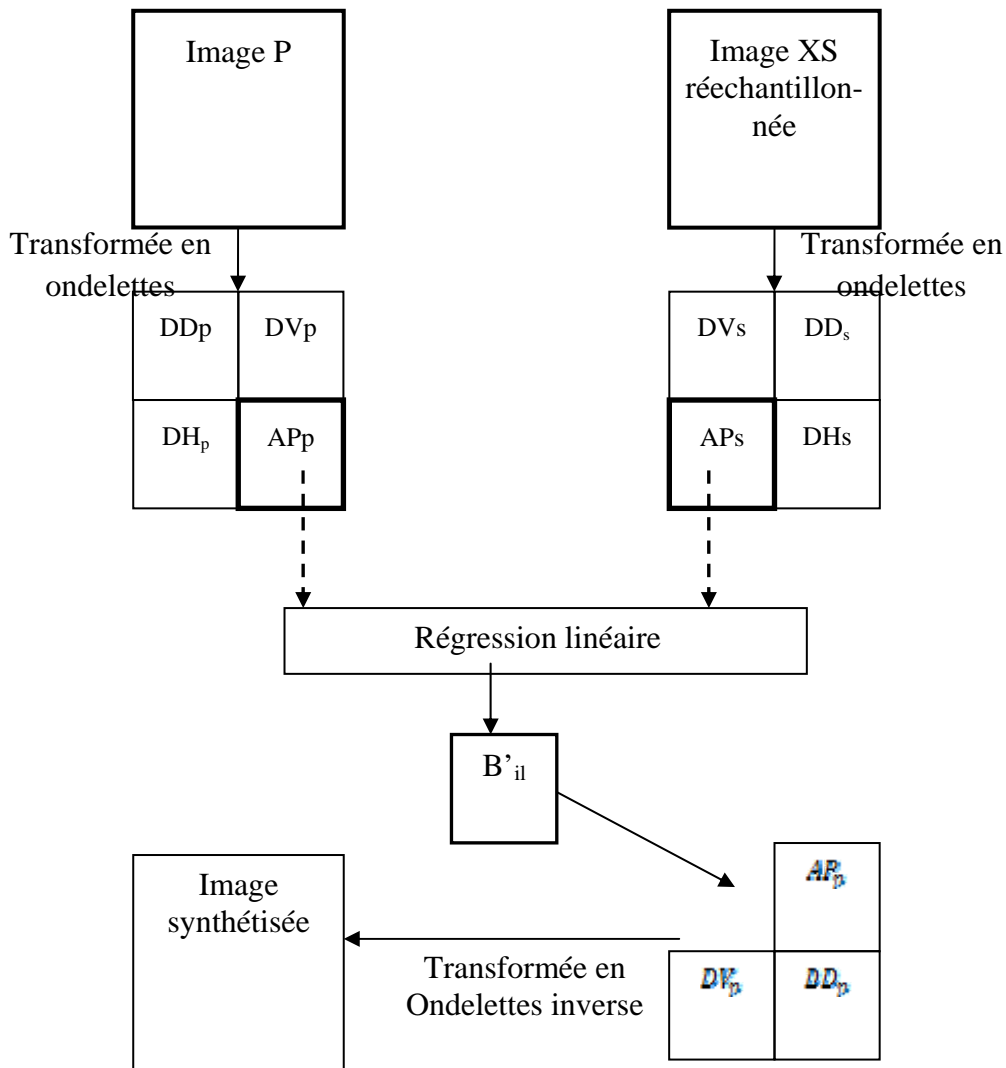 Image P
Image XS
réechantillon-
née
Transformée en
ondelettes
Transformée en
ondelettes
DDp
DVp
DVs
DDs
DHp
APp
APs
DHs
Régression linéaire
B’il
APp
Image
synthétisée
Transformée en
Ondelettes inverse
DVp
DDp